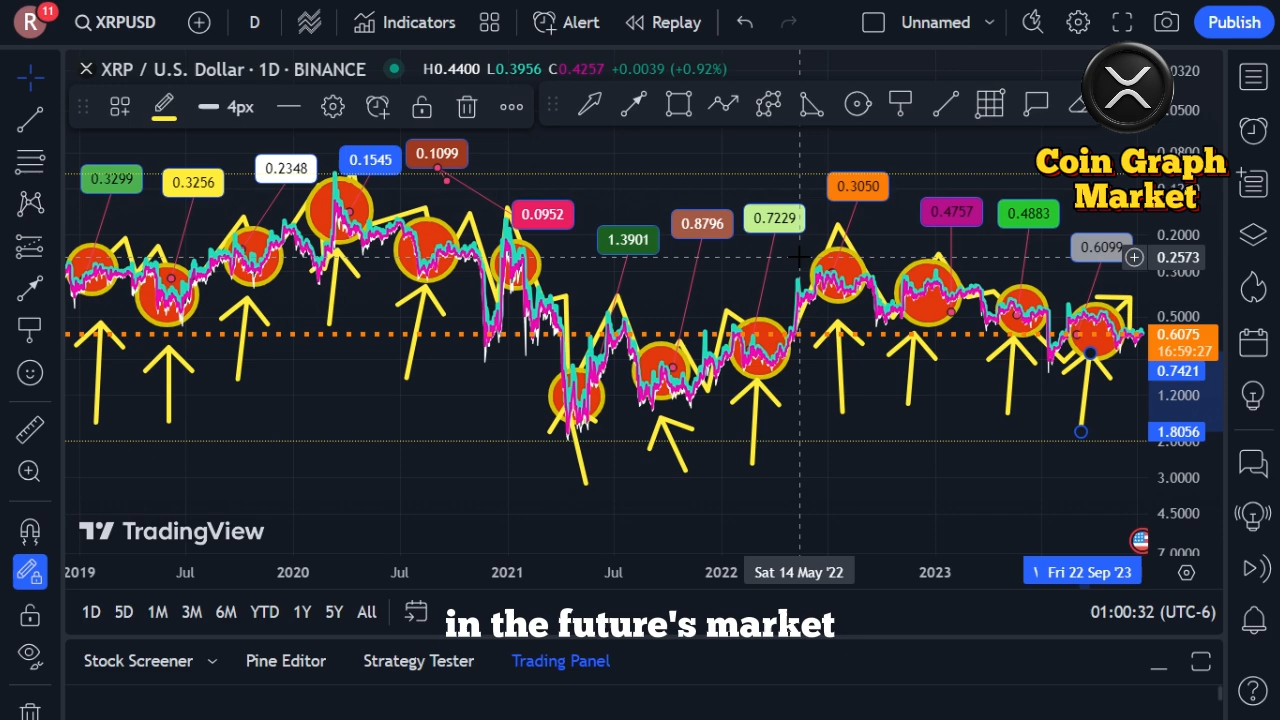 R
11
XRPUSD
D
Indicators
Alert
Replay
Unnamed
Publish
XRP / U.S. Dollar · 1D · BINANCE
H0.4400 L0.3956 C0.4257 +0.0039 (+0.92%)
4px
Coin Graph
Market
0.3299
0.3256
0.2348
0.1545
0.1099
0.0952
1.3901
0.8796
0.7229
0.3050
0.4757
0.4883
0.6099
0.2000
0.2573
0.3000
0.5000
0.6075
16:59:27
0.7421
1.2000
1.8056
2.0000
3.0000
4.5000
7.0000
TradingView
2019
Jul
2020
Jul
2021
Jul
2022
Sat 14 May '22
2023
Fri 22 Sep '23
1D
5D
1M
3M
6M
YTD
1Y
5Y
All
01:00:32 (UTC-6)
in the future's market
Stock Screener
Pine Editor
Strategy Tester
Trading Panel